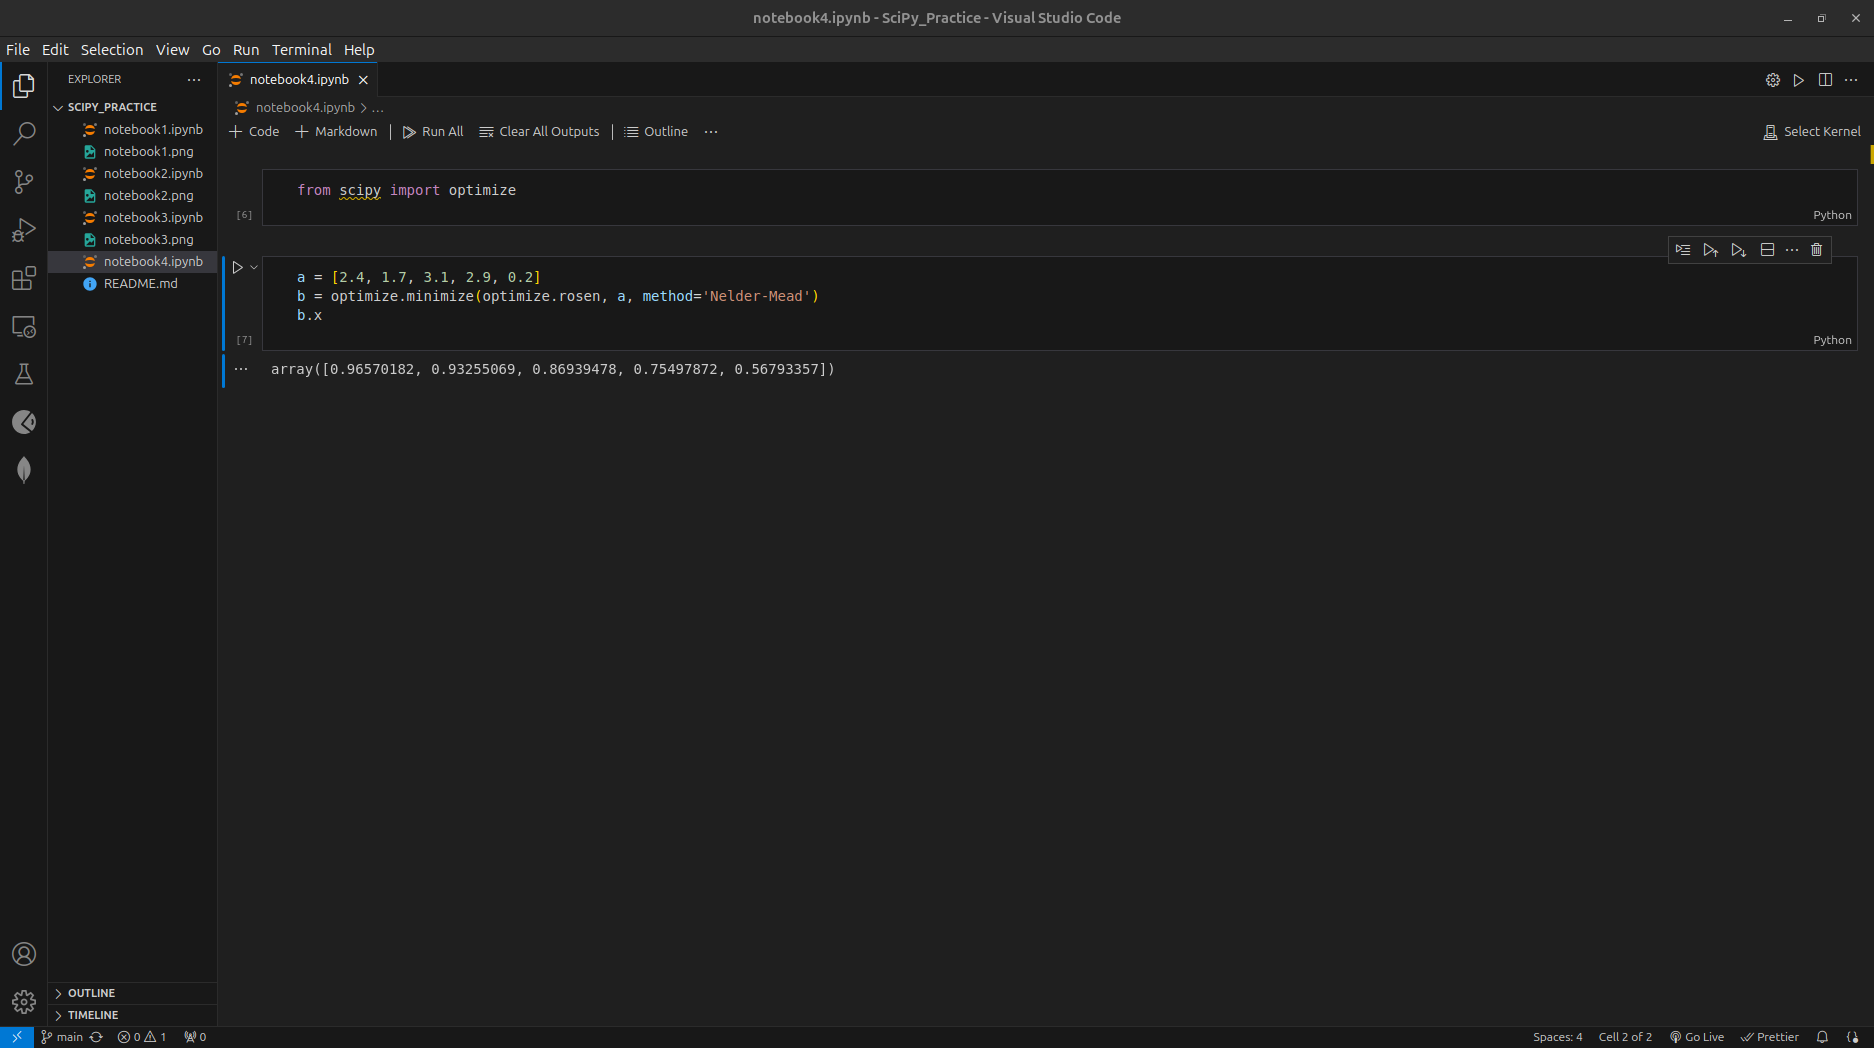 notebook4.ipynb - SciPy_Practice - Visual Studio Code
File Edit Selection View Go Run Terminal Help
EXPLORER
SCIPY_PRACTICE
notebook1.ipynb
notebook1.png
notebook2.ipynb
notebook2.png
notebook3.ipynb
notebook3.png
notebook4.ipynb
README.md
OUTLINE
TIMELINE
notebook4.ipynb
notebook4.ipynb > ...
Code Markdown Run All Clear All Outputs Outline ...
Select Kernel
from scipy import optimize
[6]
Python
a = [2.4, 1.7, 3.1, 2.9, 0.2]
b = optimize.minimize(optimize.rosen, a, method='Nelder-Mead')
b.x
[7]
Python
array([0.96570182, 0.93255069, 0.86939478, 0.75497872, 0.56793357])
main 0 1 0
Spaces: 4 Cell 2 of 2 Go Live Prettier